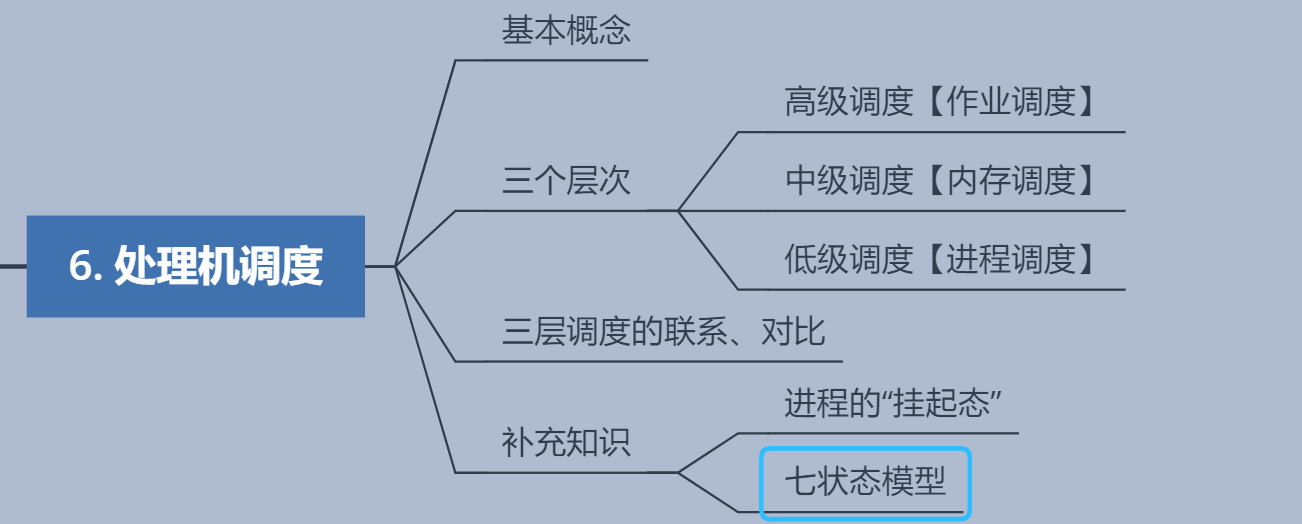 基本概念
高级调度【作业调度】
三个层次
中级调度【内存调度】
6. 处理机调度
低级调度【进程调度】
三层调度的联系、对比
进程的“挂起态”
补充知识
七状态模型